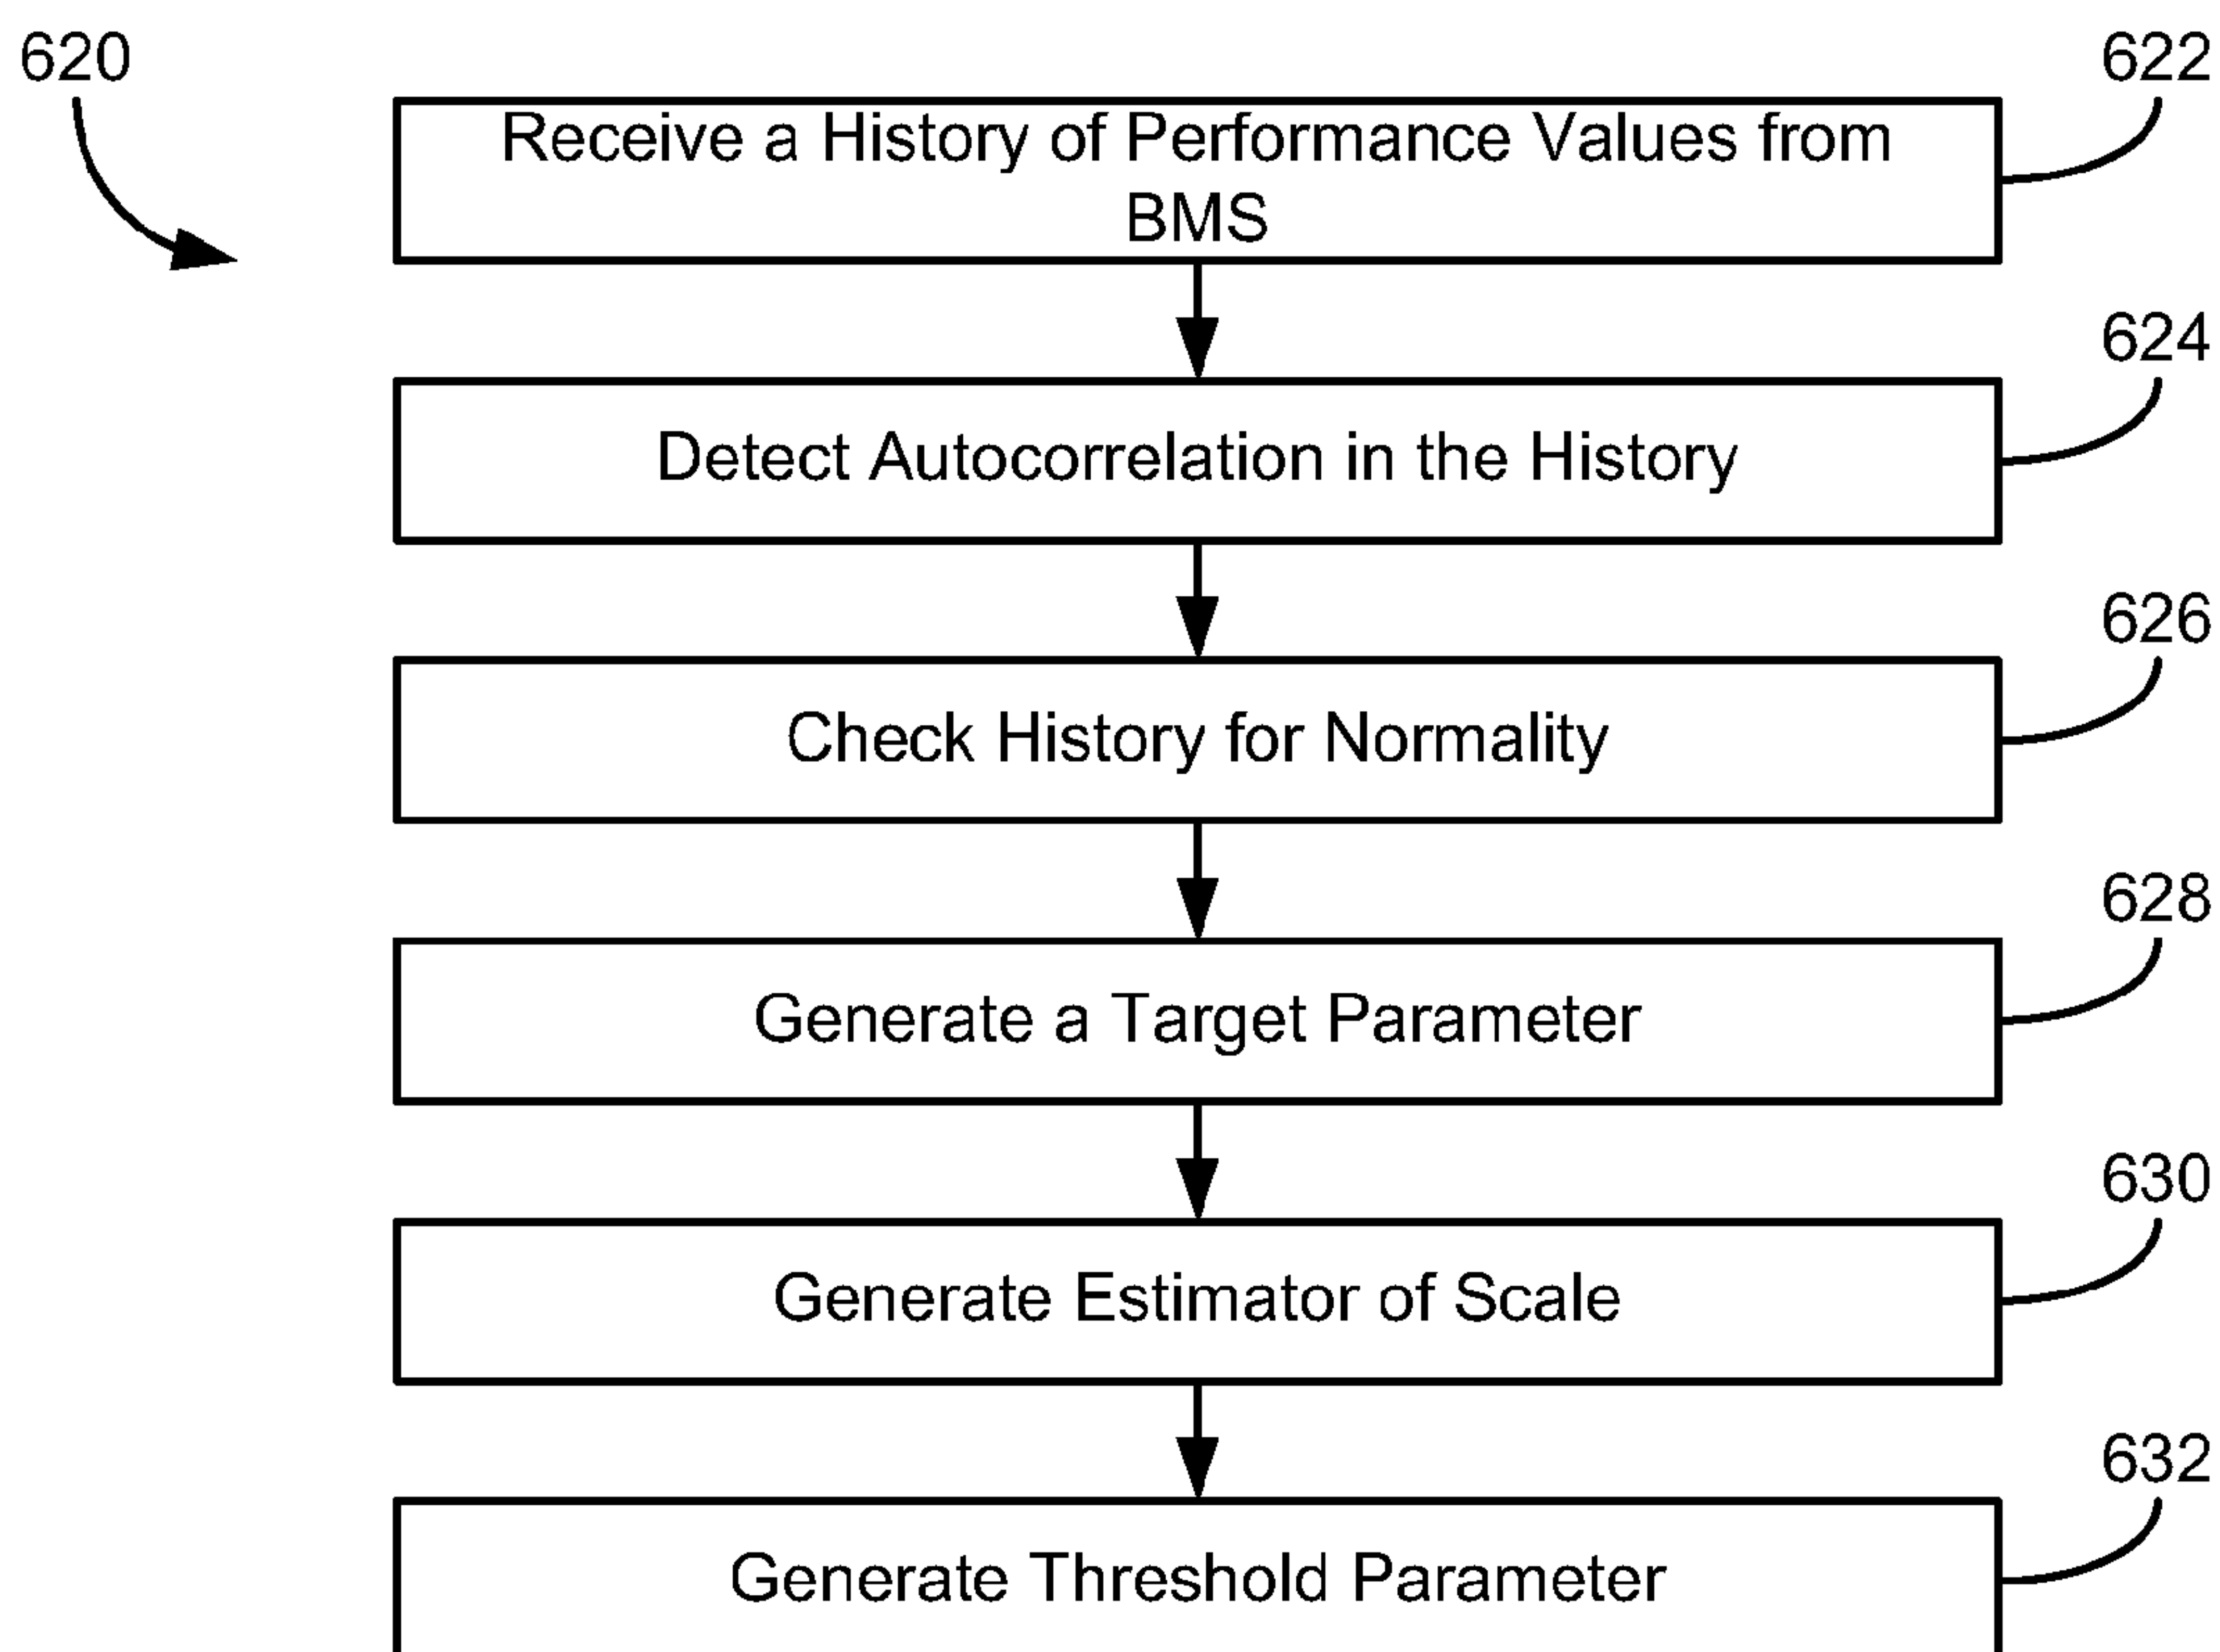 620
622
Receive a History of Performance Values from
BMS
624
Detect Autocorrelation in the History
626
Check History for Normality
628
Generate a Target Parameter
630
Generate Estimator of Scale
632
Generate Threshold Parameter